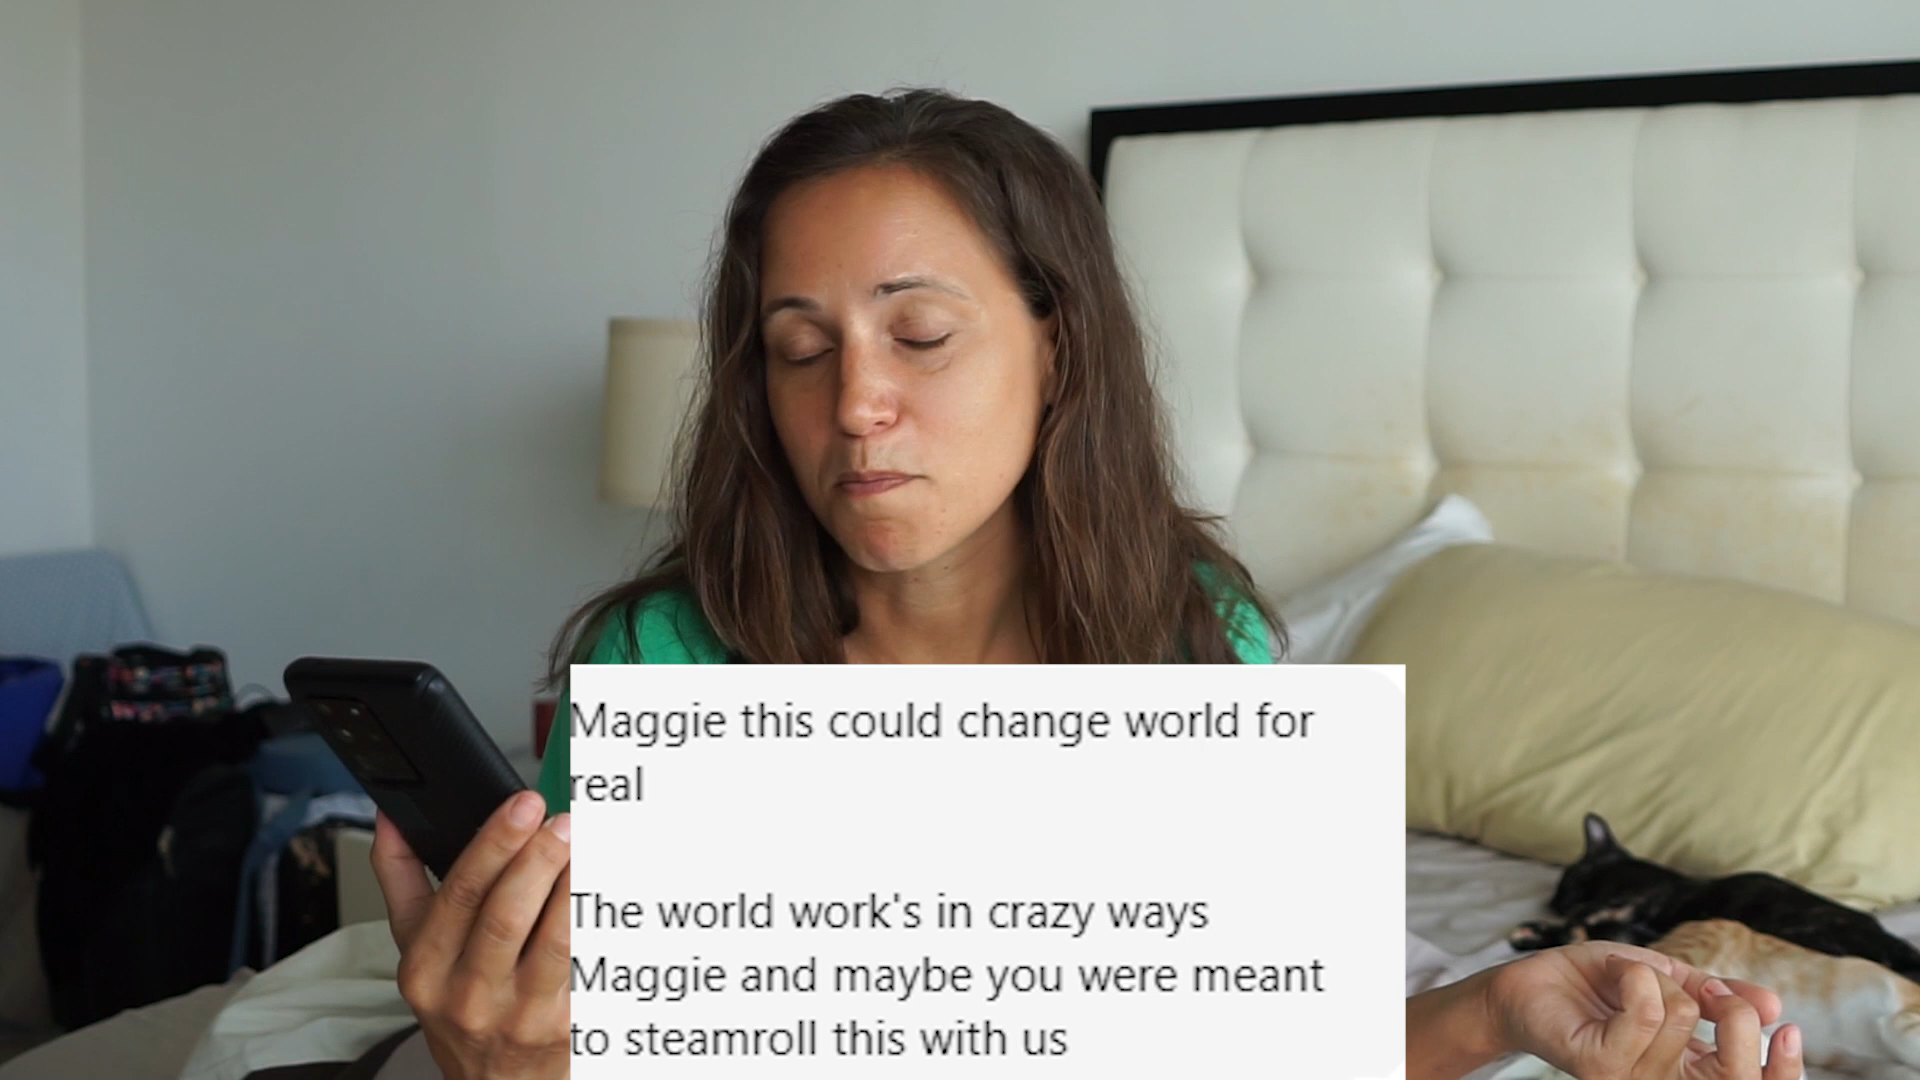 Maggie this could change world for
real
The world work's in crazy ways
Maggie and maybe you were meant
to steamroll this with us